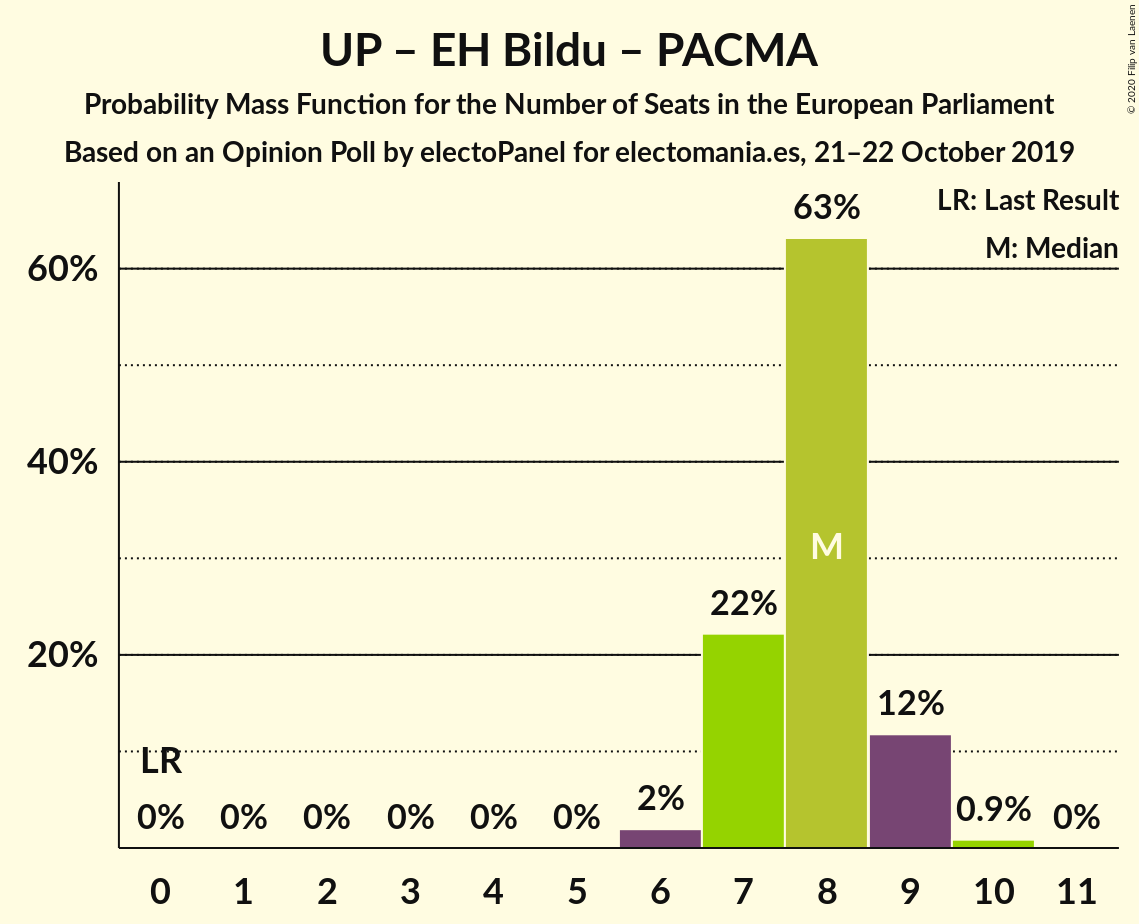 UP – EH Bildu – PACMA
Probability Mass Function for the Number of Seats in the European Parliament
Based on an Opinion Poll by electoPanel for electomania.es, 21–22 October 2019
© 2020 Filip van Laenen
LR: Last Result
M: Median
60%
40%
20%
LR
0% 0% 0% 0% 0% 0% 2% 22% 63% 12% 0.9% 0%
M
0 1 2 3 4 5 6 7 8 9 10 11